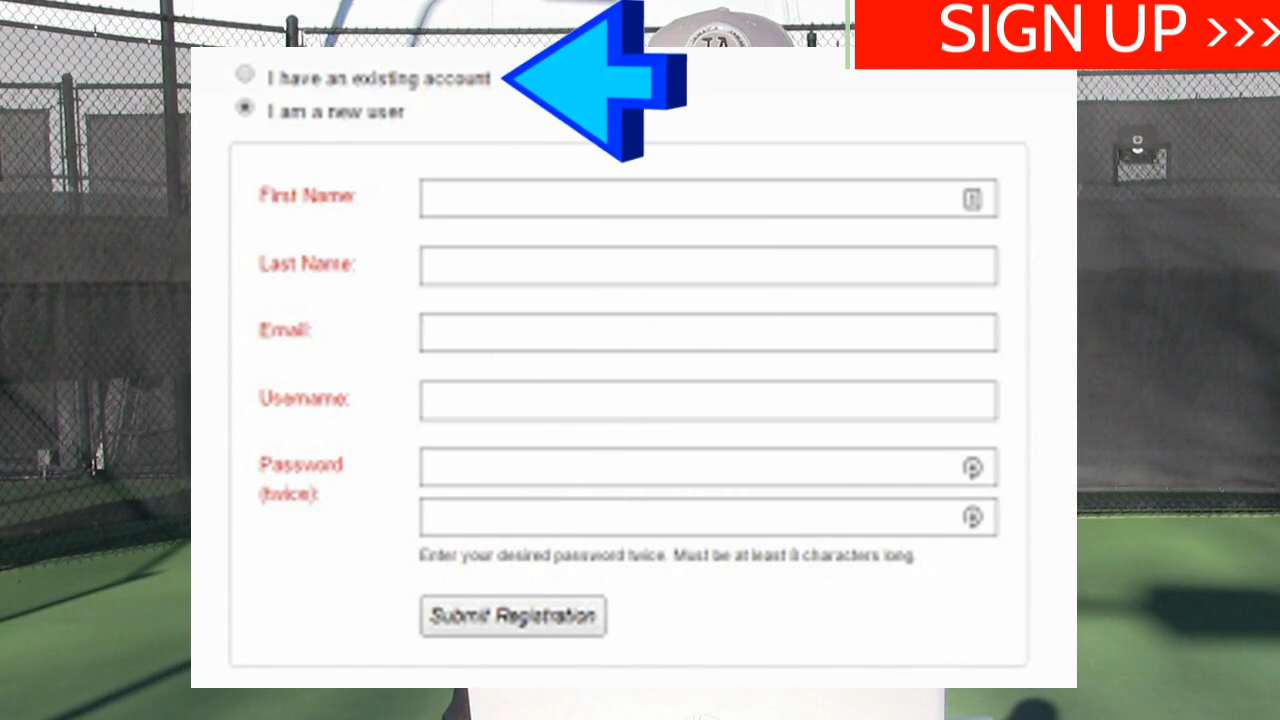 SIGN UP >>>
I have an existing account
I am a new user
First Name:
Last Name:
Email:
Username:
Password
(twice):
Enter your desired password twice. Must be at least 8 characters long.
Submit Registration